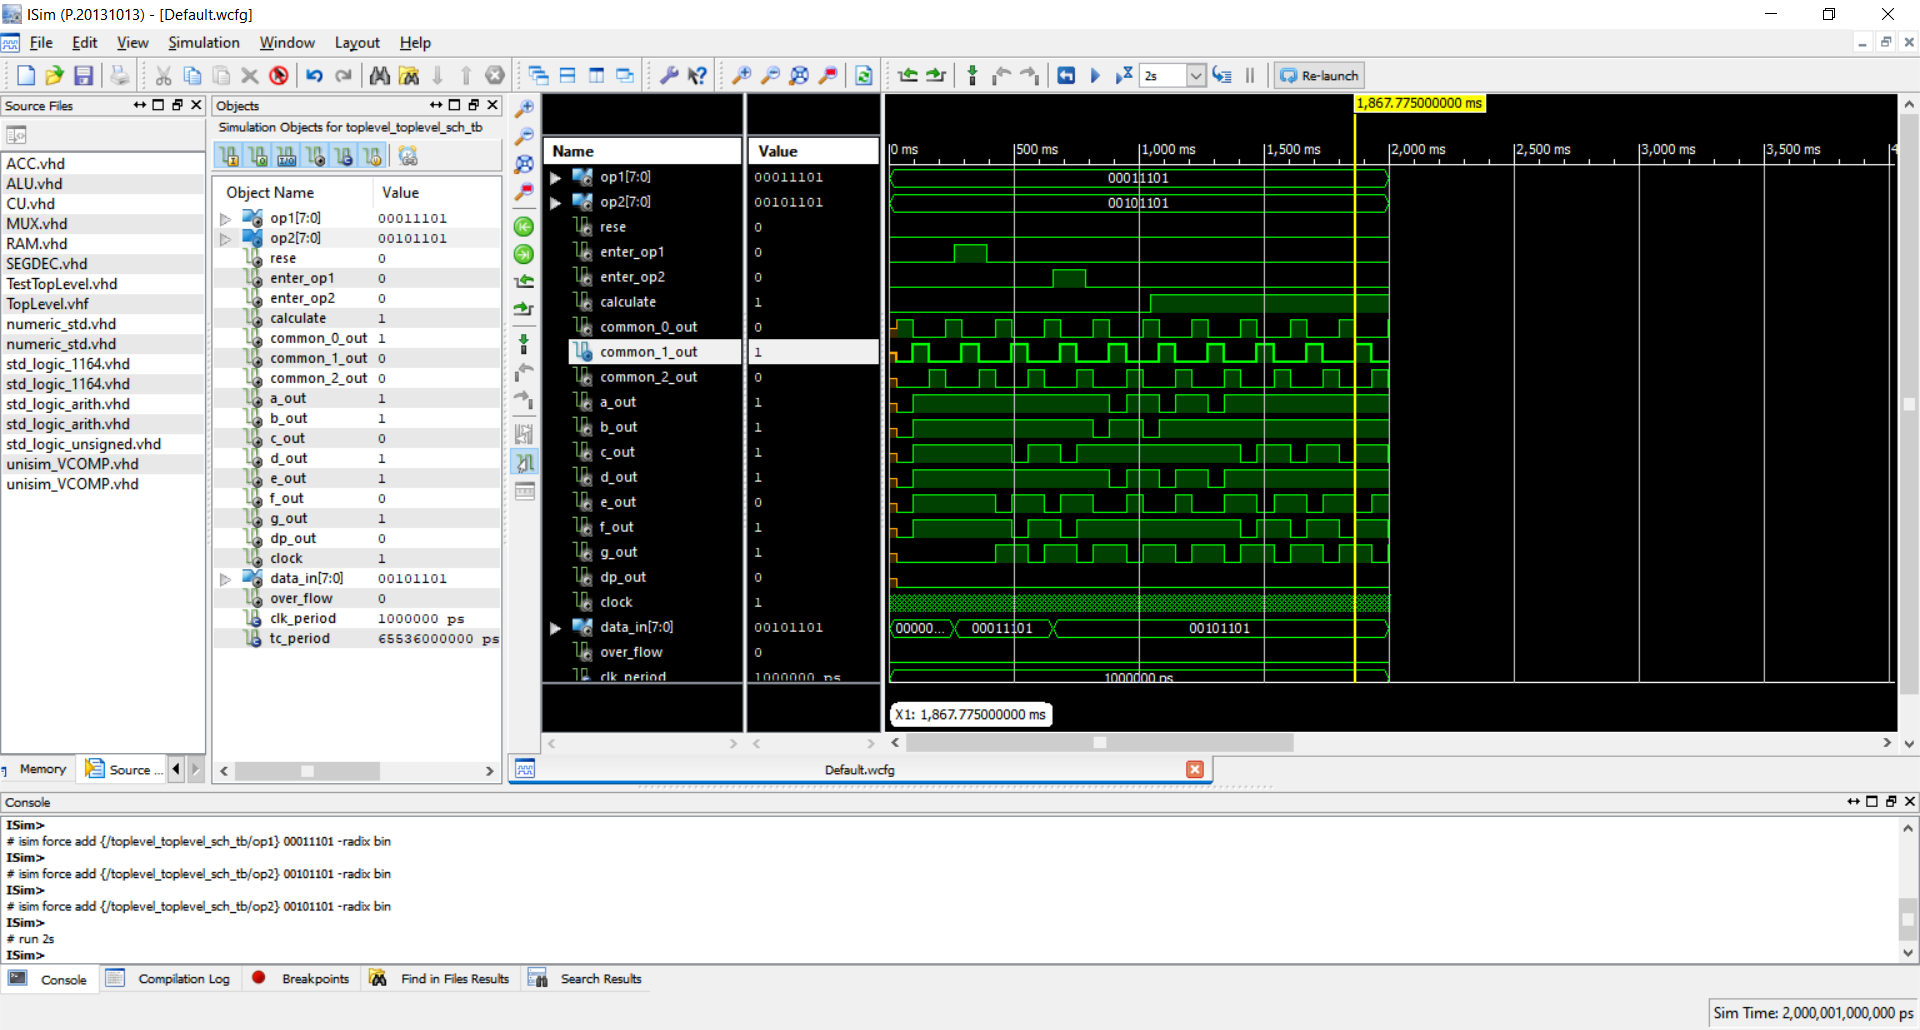 ISim (P.20131013) - [Default.wcfg]
File Edit View Simulation Window Layout Help
2s Re-launch
Source Files
ACC.vhd
ALU.vhd
CU.vhd
MUX.vhd
RAM.vhd
SEGDEC.vhd
TestTopLevel.vhd
TopLevel.vhf
numeric_std.vhd
numeric_std.vhd
std_logic_1164.vhd
std_logic_1164.vhd
std_logic_arith.vhd
std_logic_arith.vhd
std_logic_unsigned.vhd
unisim_VCOMP.vhd
unisim_VCOMP.vhd
Memory Source ...
Objects
Simulation Objects for toplevel_toplevel_sch_tb
Object Name Value
op1[7:0] 00011101
op2[7:0] 00101101
rese 0
enter_op1 0
enter_op2 0
calculate 1
common_0_out 1
common_1_out 0
common_2_out 0
a_out 1
b_out 1
c_out 0
d_out 1
e_out 1
f_out 0
g_out 1
dp_out 0
clock 1
data_in[7:0] 00101101
over_flow 0
clk_period 1000000 ps
tc_period 65536000000 ps
1,867.775000000 ms
Name Value
0 ms 500 ms 1,000 ms 1,500 ms 2,000 ms 2,500 ms 3,000 ms 3,500 ms 4
op1[7:0] 00011101 00011101
op2[7:0] 00101101 00101101
rese 0
enter_op1 0
enter_op2 0
calculate 1
common_0_out 0
common_1_out 1
common_2_out 0
a_out 1
b_out 1
c_out 1
d_out 1
e_out 0
f_out 1
g_out 1
dp_out 0
clock 1
data_in[7:0] 00101101 00000... 00011101 00101101
over_flow 0
clk_period 1000000 ps 1000000 ps
X1: 1,867.775000000 ms
Default.wcfg
Console
ISim>
# isim force add {/toplevel_toplevel_sch_tb/op1} 00011101 -radix bin
ISim>
# isim force add {/toplevel_toplevel_sch_tb/op2} 00101101 -radix bin
ISim>
# isim force add {/toplevel_toplevel_sch_tb/op2} 00101101 -radix bin
ISim>
# run 2s
ISim>
Console Compilation Log Breakpoints Find in Files Results Search Results
Sim Time: 2,000,001,000,000 ps